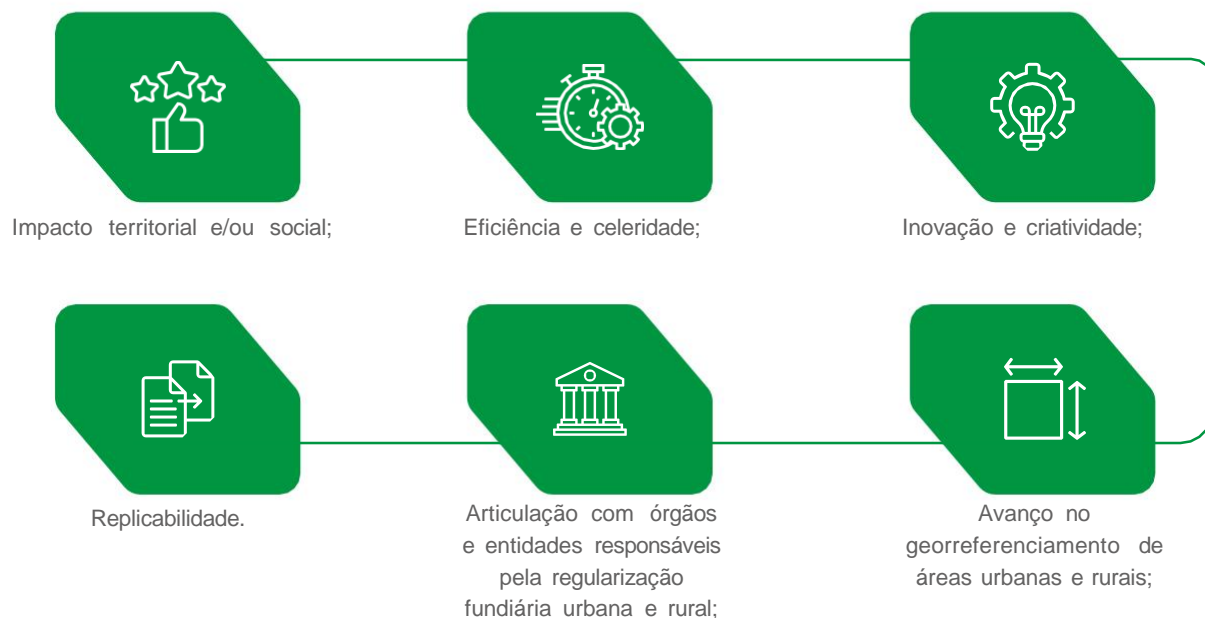 Impacto territorial e/ou social;
Eficiência e celeridade;
Inovação e criatividade;
Replicabilidade.
Articulação com órgãos
e entidades responsáveis
pela regularização
fundiária urbana e rural;
Avanço no
georreferenciamento de
áreas urbanas e rurais;